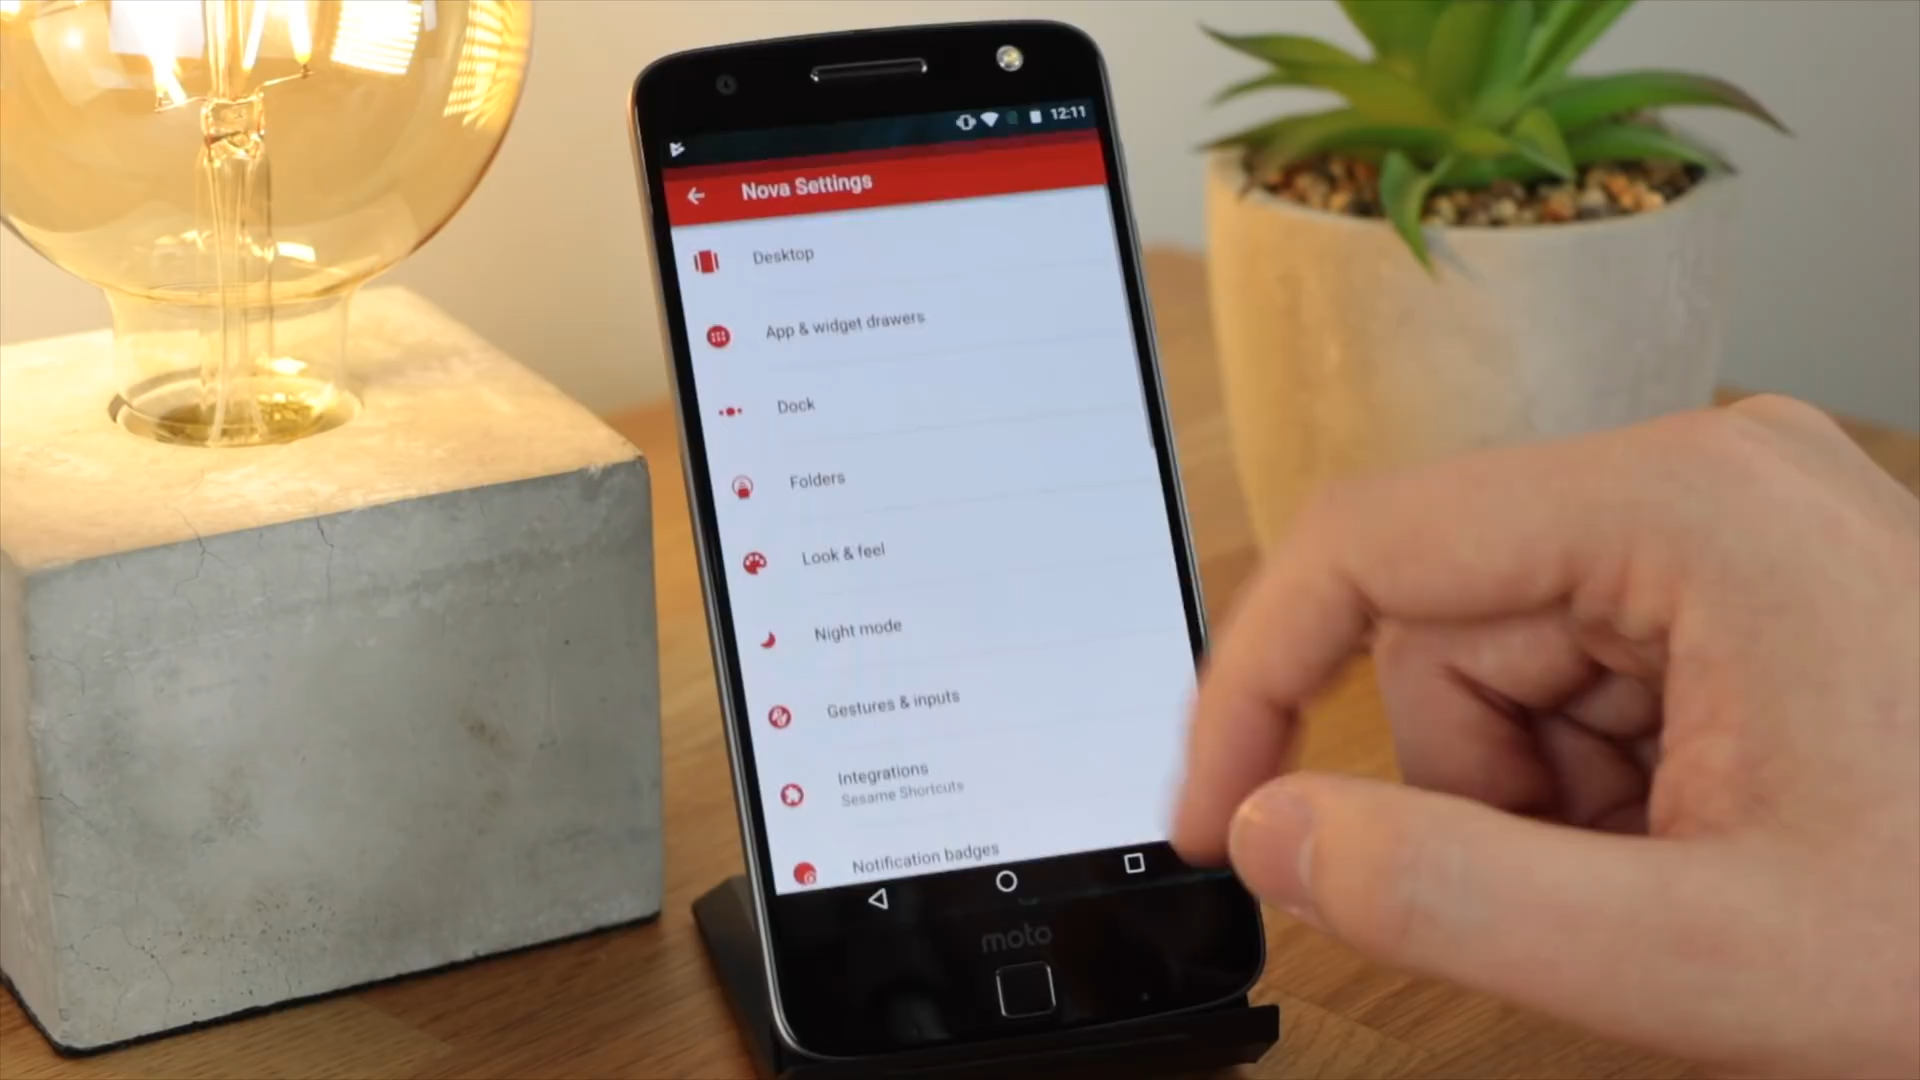 12:11
Nova Settings
Desktop
App & widget drawers
Dock
Folders
Look & feel
Night mode
Gestures & inputs
Integrations
Sesame Shortcuts
Notification badges
moto